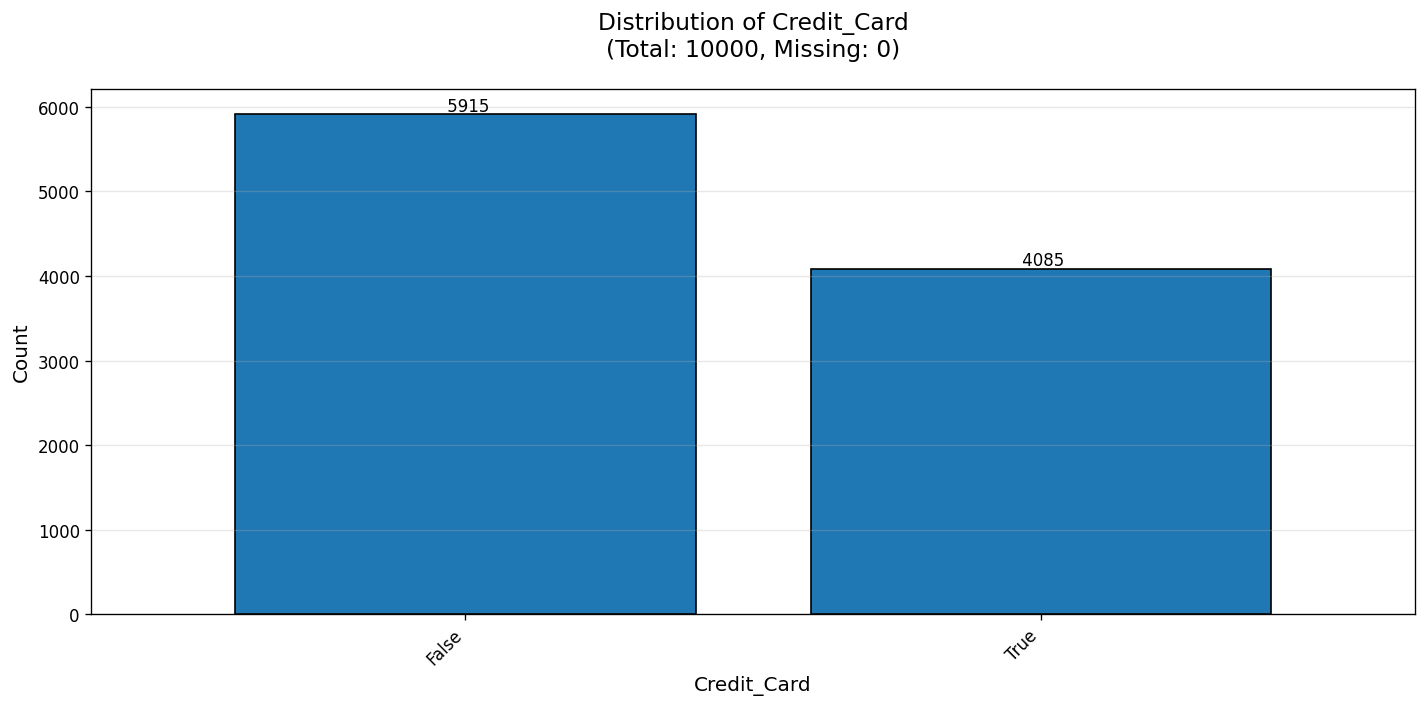 Distribution of Credit_Card
(Total: 10000, Missing: 0)
Count
6000
5000
4000
3000
2000
1000
0
5915
4085
False
True
Credit_Card